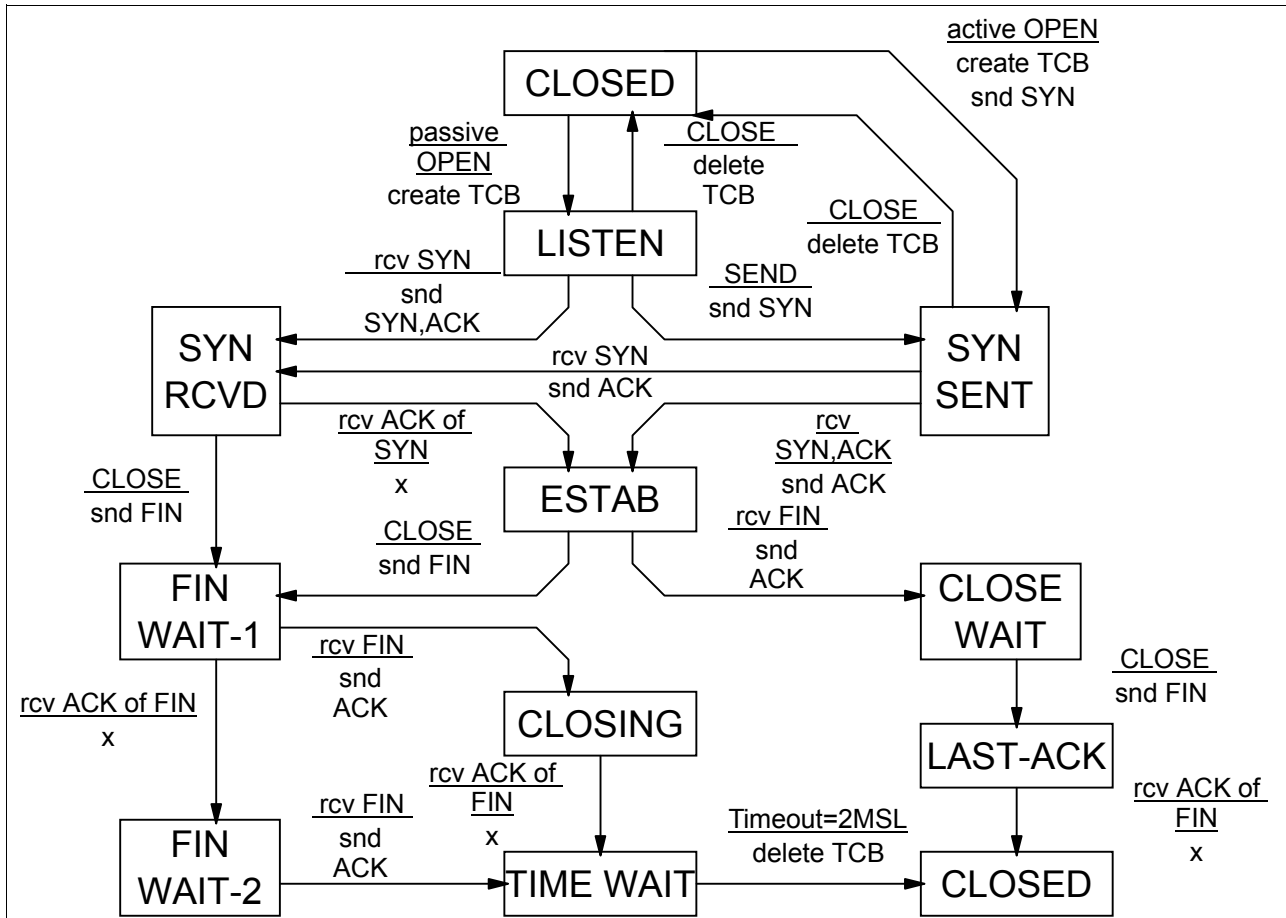 active OPEN
create TCB
snd SYN
CLOSED
passive
OPEN
create TCB
CLOSE
delete
TCB
CLOSE
delete TCB
LISTEN
rcv SYN
snd
SYN,ACK
SEND
snd SYN
SYN
RCVD
rcv SYN
snd ACK
SYN
SENT
rcv ACK of
SYN
x
rcv
SYN,ACK
snd ACK
CLOSE
snd FIN
ESTAB
CLOSE
snd FIN
rcv FIN
snd
ACK
FIN
WAIT-1
CLOSE
WAIT
rcv FIN
snd
ACK
CLOSE
snd FIN
rcv ACK of FIN
x
CLOSING
LAST-ACK
rcv ACK of
FIN
x
rcv ACK of
FIN
x
rcv FIN
snd
ACK
Timeout=2MSL
delete TCB
FIN
WAIT-2
TIME WAIT
CLOSED